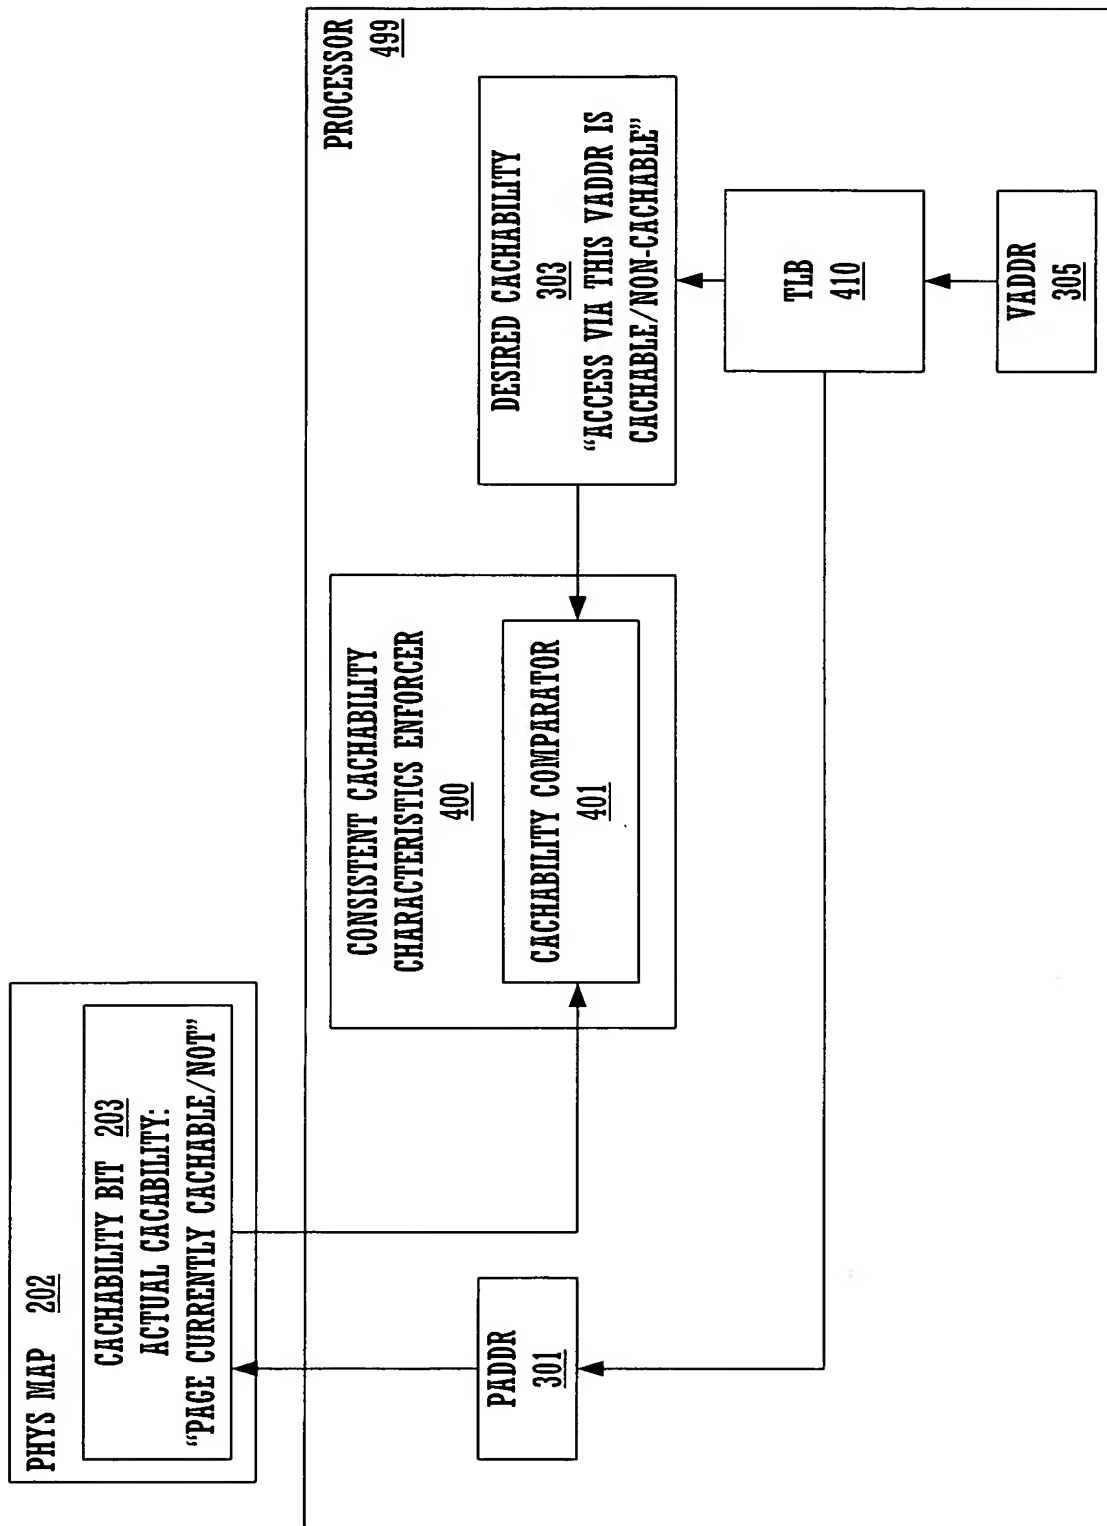 PHYS MAP 202
CACHABILITY BIT 203
ACTUAL CACABILITY:
“PAGE CURRENTLY CACHABLE/NOT”
PROCESSOR
499
PADDR
301
CONSISTENT CACHABILITY
CHARACTERISTICS ENFORCER
400
CACHABILITY COMPARATOR
401
DESIRED CACHABILITY
303
“ACCESS VIA THIS VADDR IS
CACHABLE/NON-CACHABLE”
TLB
410
VADDR
305